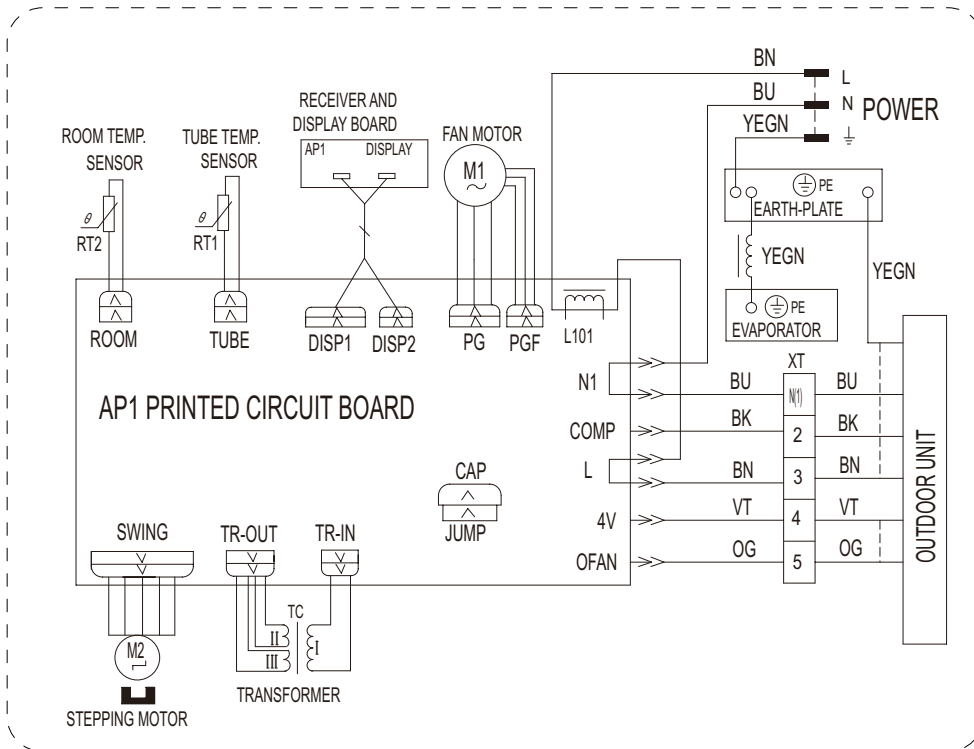 BN
L
BU
N
POWER
YEGN
RECEIVER AND
DISPLAY BOARD
AP1 DISPLAY
FAN MOTOR
M1
~
ROOM TEMP.
SENSOR
θ
RT2
TUBE TEMP.
SENSOR
θ
RT1
PE
EARTH-PLATE
YEGN
YEGN
PE
EVAPORATOR
ROOM
TUBE
DISP1
DISP2
PG
PGF
L101
XT
N1
BU
N(1)
BU
AP1 PRINTED CIRCUIT BOARD
COMP
BK
2
BK
L
BN
3
BN
CAP
JUMP
4V
VT
4
VT
OFAN
OG
5
OG
OUTDOOR UNIT
SWING
TR-OUT
TR-IN
TC
II
III
I
M2
TRANSFORMER
STEPPING MOTOR